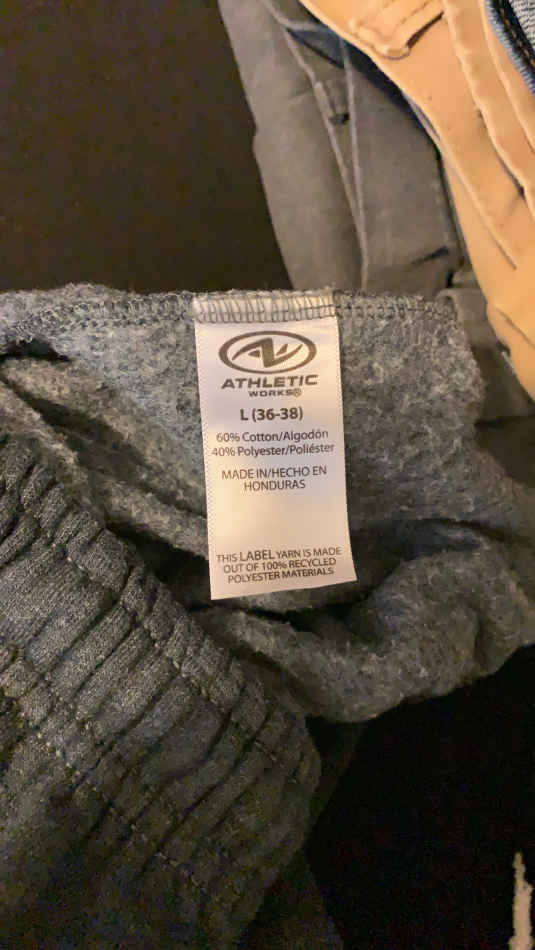 ATHLETIC
WORKS®
L (36-38)
60% Cotton/Algodón
40% Polyester/Poliéster
MADE IN/HECHO EN
HONDURAS
THIS LABEL YARN IS MADE
OUT OF 100% RECYCLED
POLYESTER MATERIALS